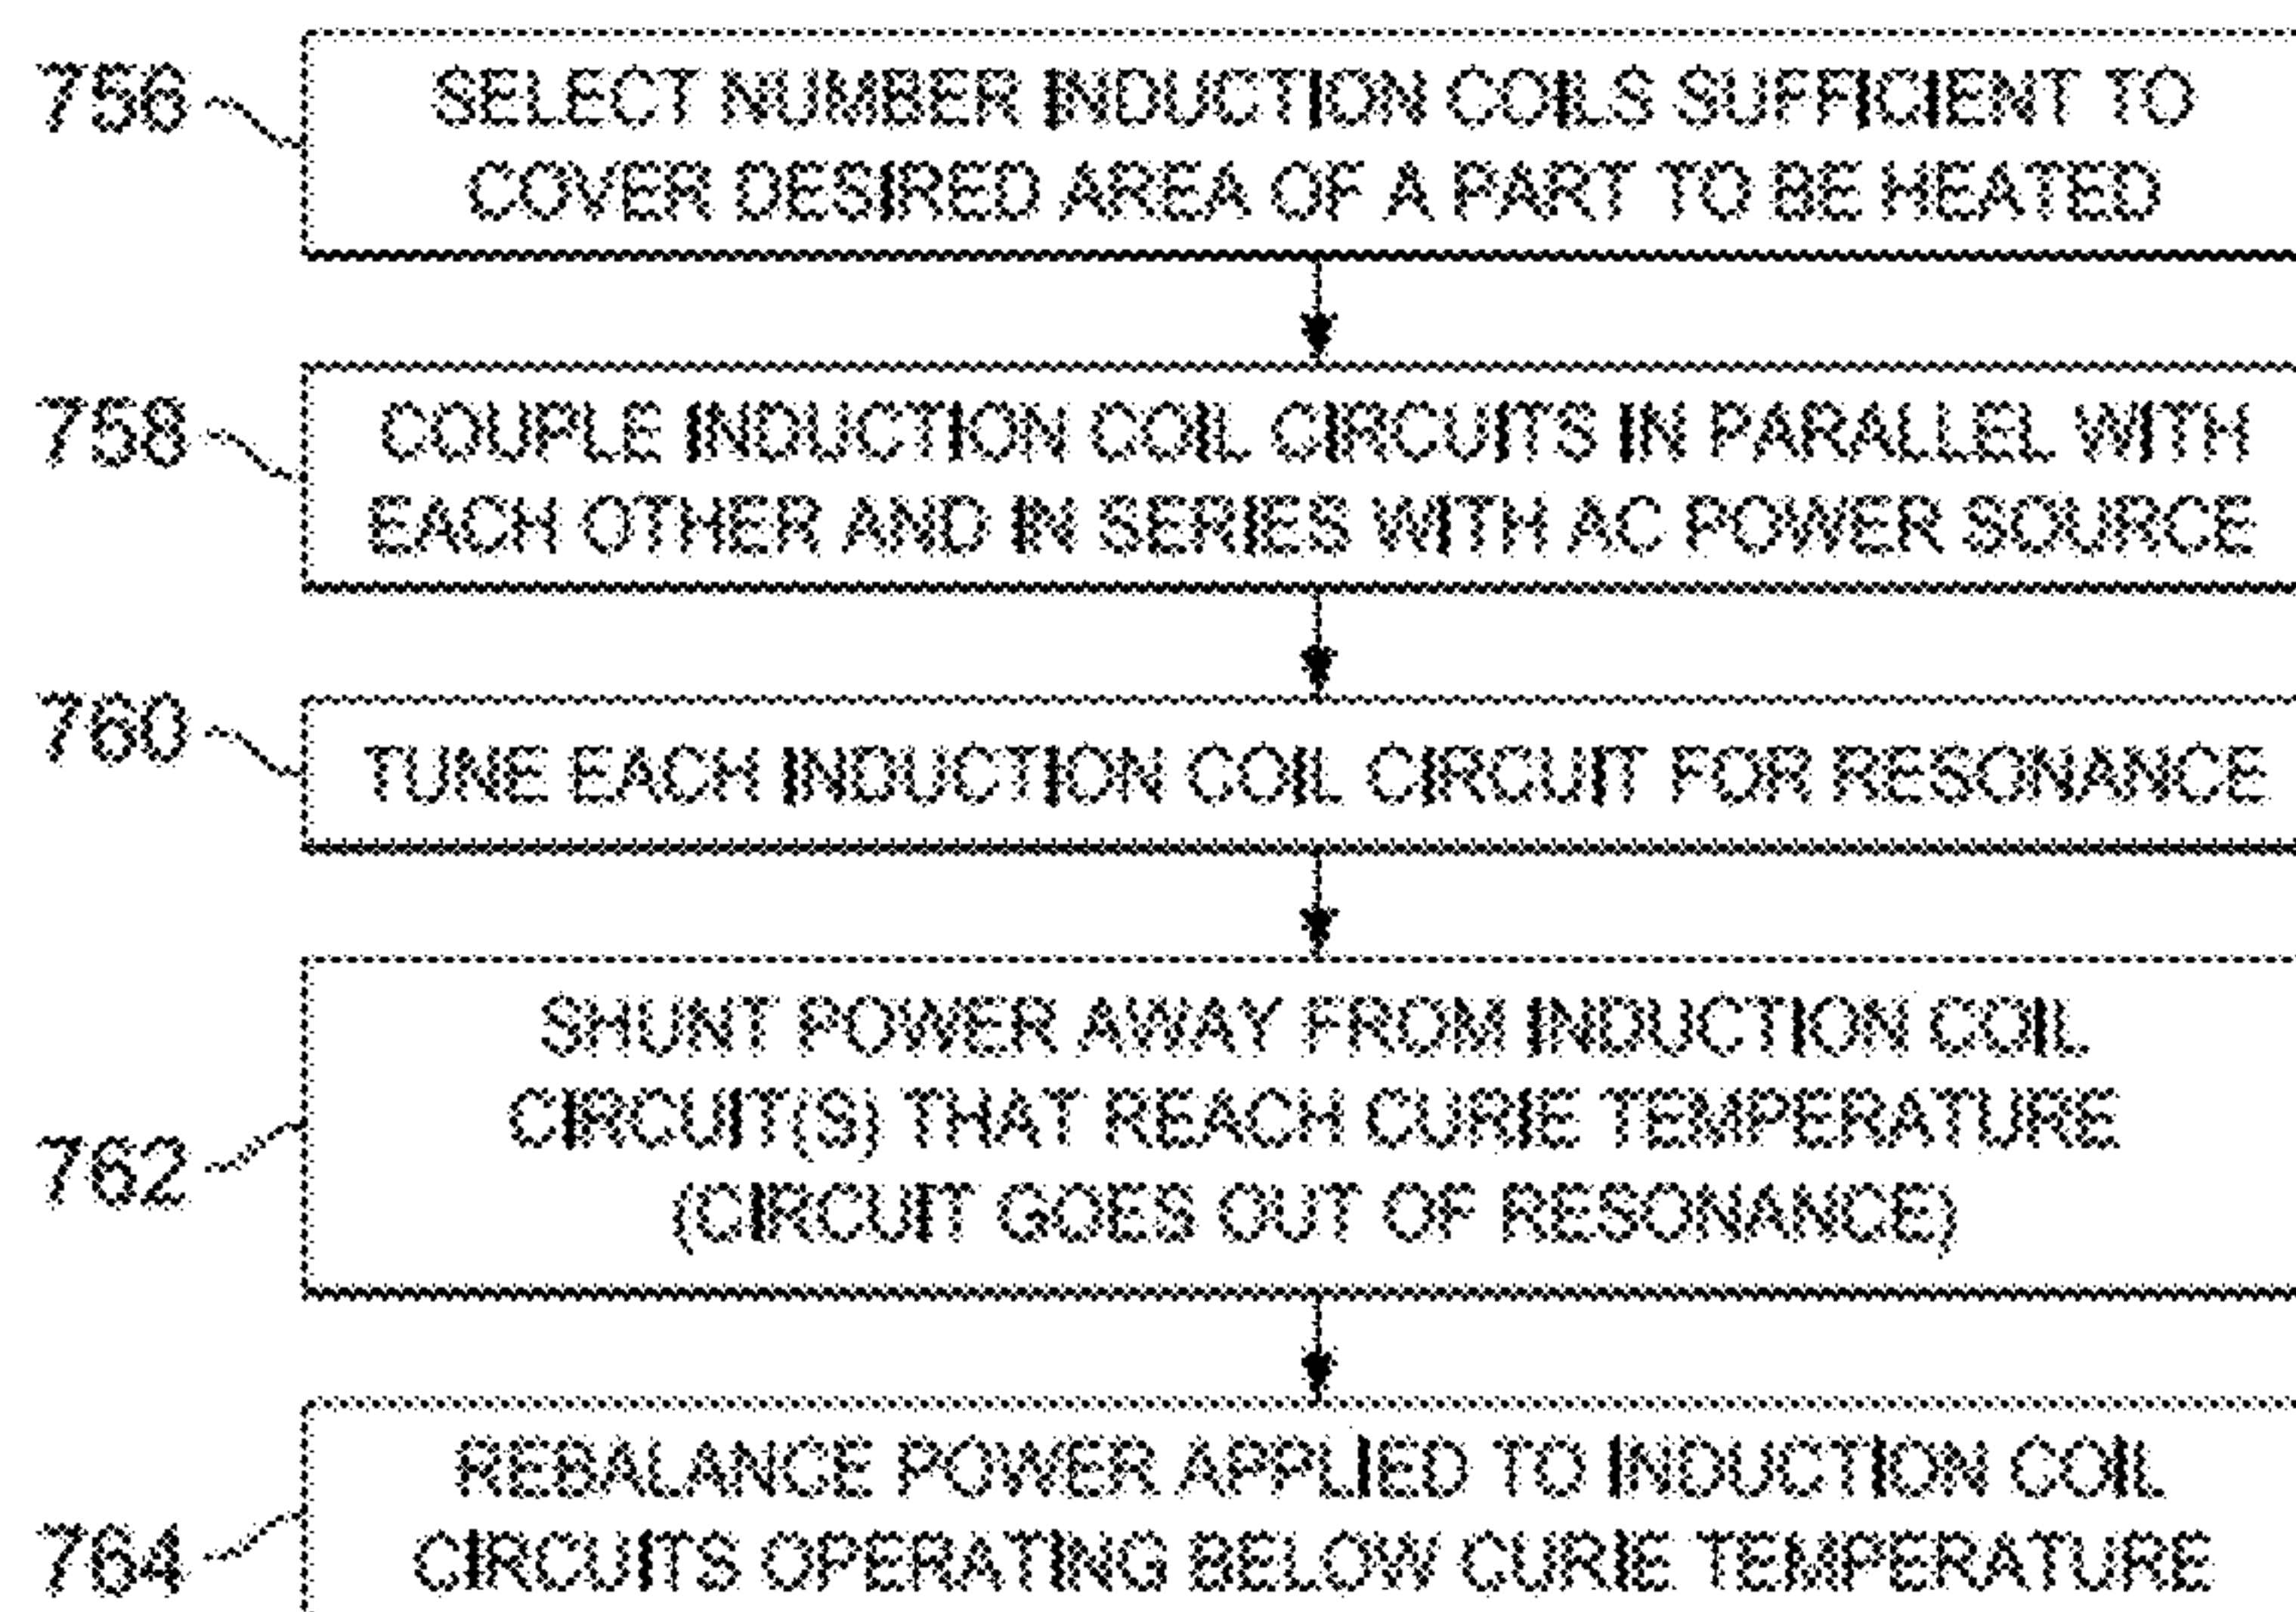 756
SELECT NUMBER INDUCTION COILS SUFFICIENT TO
COVER DESIRED AREA OF A PART TO BE HEATED
758
COUPLE INDUCTION COIL CIRCUITS IN PARALLEL WITH
EACH OTHER AND IN SERIES WITH AC POWER SOURCE
760
TUNE EACH INDUCTION COIL CIRCUIT FOR RESONANCE
762
SHUNT POWER AWAY FROM INDUCTION COIL
CIRCUIT(S) THAT REACH CURIE TEMPERATURE
(CIRCUIT GOES OUT OF RESONANCE)
764
REBALANCE POWER APPLIED TO INDUCTION COIL
CIRCUITS OPERATING BELOW CURIE TEMPERATURE